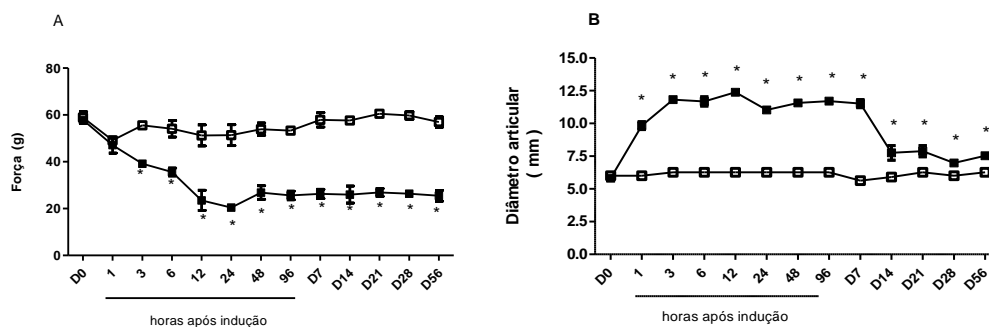 A
Força (g)
80
60
40
20
0
* * * * * * * * * * *
D0 1 3 6 12 24 48 96 D7 D14 D21 D28 D56
horas após indução
B
Diâmetro articular
( mm )
15.0
12.5
10.0
7.5
5.0
2.5
0.0
* * * * * * * * * * * *
D0 1 3 6 12 24 48 96 D7 D14 D21 D28 D56
horas após indução